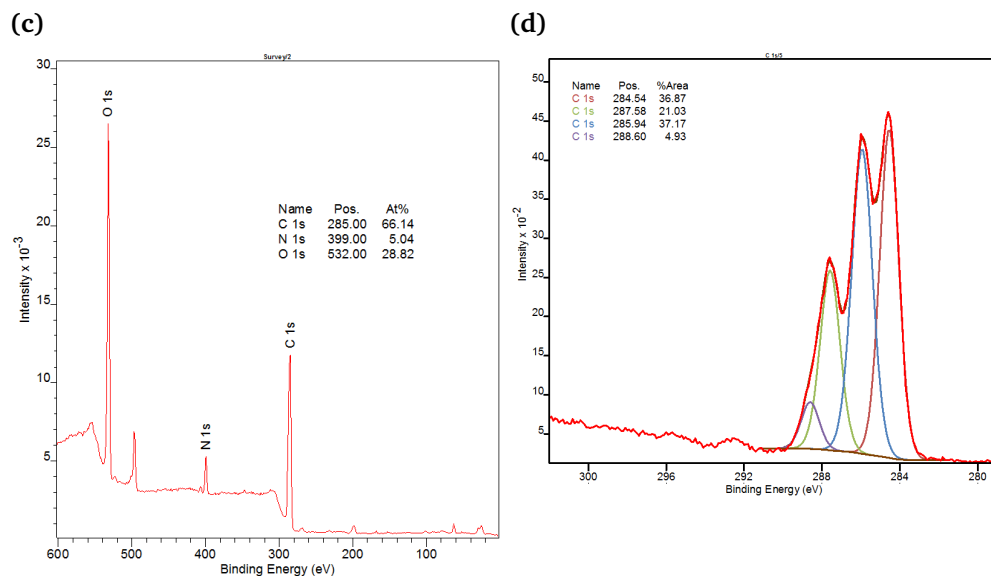 (c)
Survey/2
30
25
20
15
10
5
Intensity x 10⁻³
O 1s
N 1s
C 1s
Name Pos. At%
C 1s 285.00 66.14
N 1s 399.00 5.04
O 1s 532.00 28.82
600 500 400 300 200 100
Binding Energy (eV)
(d)
C 1s/5
Name Pos. %Area
C 1s 284.54 36.87
C 1s 287.58 21.03
C 1s 285.94 37.17
C 1s 288.60 4.93
50
45
40
35
30
25
20
15
10
5
Intensity x 10⁻²
300 296 292 288 284 280
Binding Energy (eV)